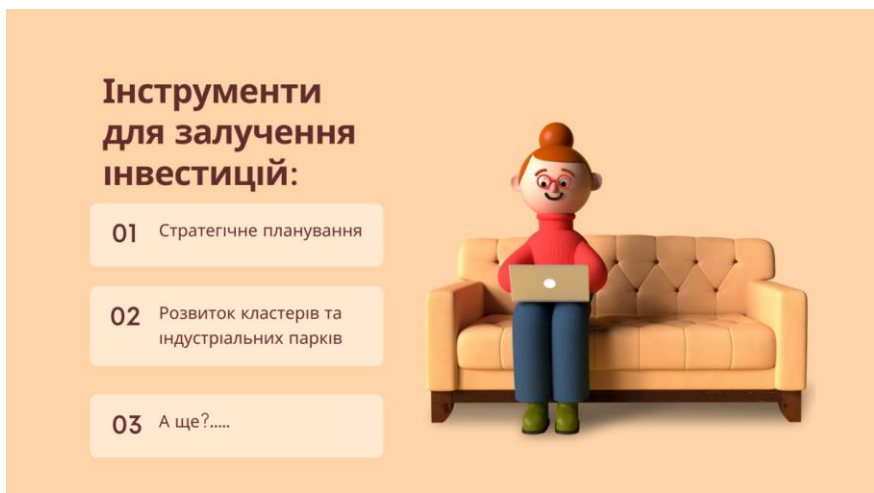 Інструменти
для залучення
інвестицій:
01 Стратегічне планування
02 Розвиток кластерів та
індустріальних парків
03 А ще?.....